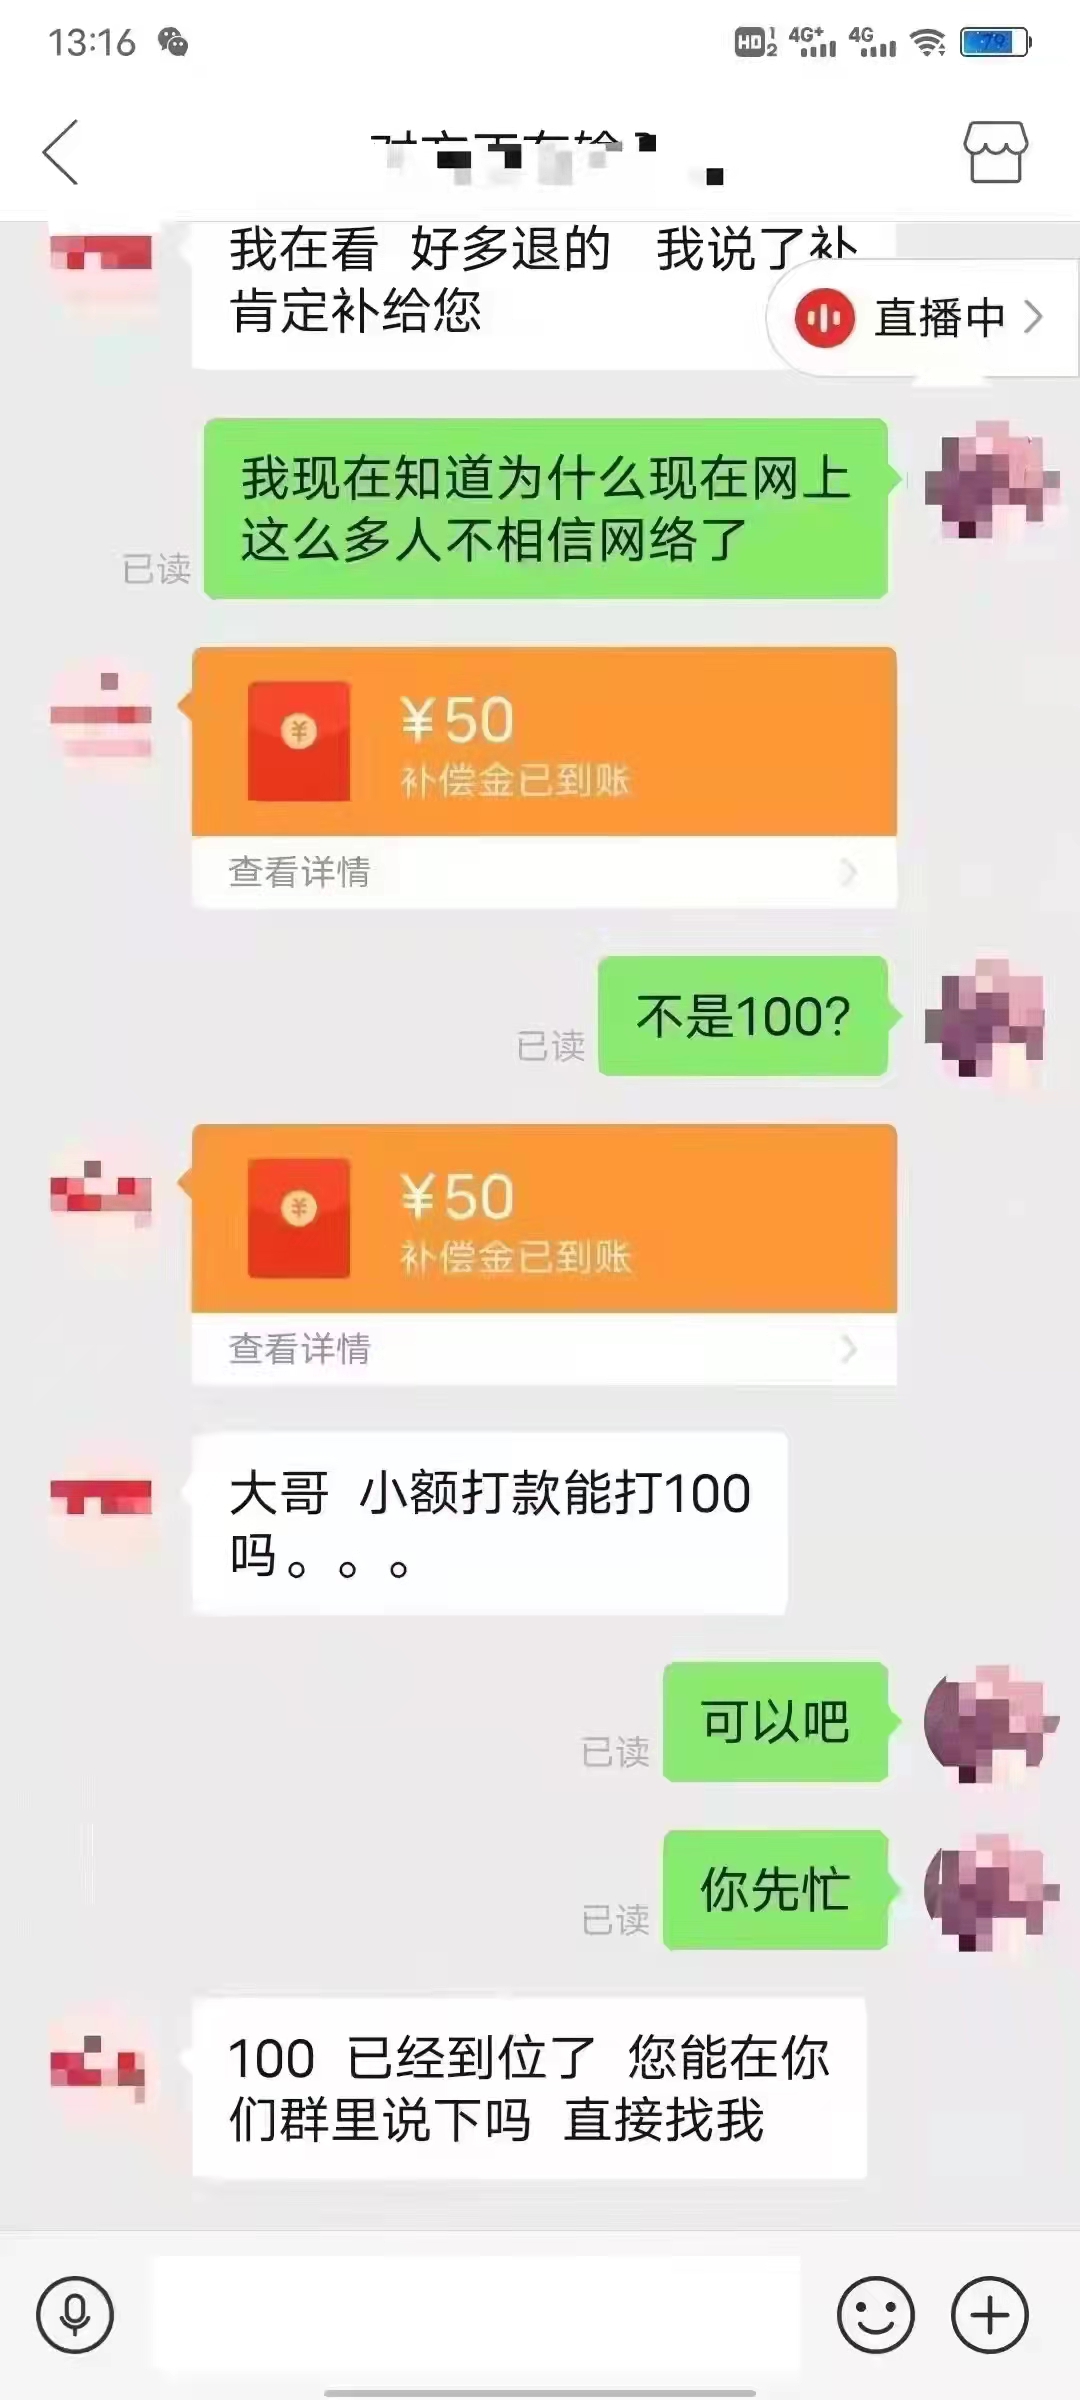 13:16
HD 1 2 4G+ 4G 79
我在看 好多退的 我说了补
肯定补给您
直播中
我现在知道为什么现在网上
这么多人不相信网络了
已读
¥50
补偿金已到账
查看详情
不是100?
已读
¥50
补偿金已到账
查看详情
大哥 小额打款能打100
吗。。。
可以吧
已读
你先忙
已读
100 已经到位了 您能在你
们群里说下吗 直接找我